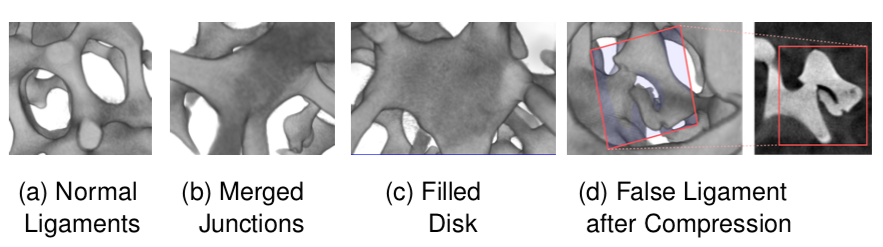 (a) Normal
Ligaments
(b) Merged
Junctions
(c) Filled
Disk
(d) False Ligament
after Compression